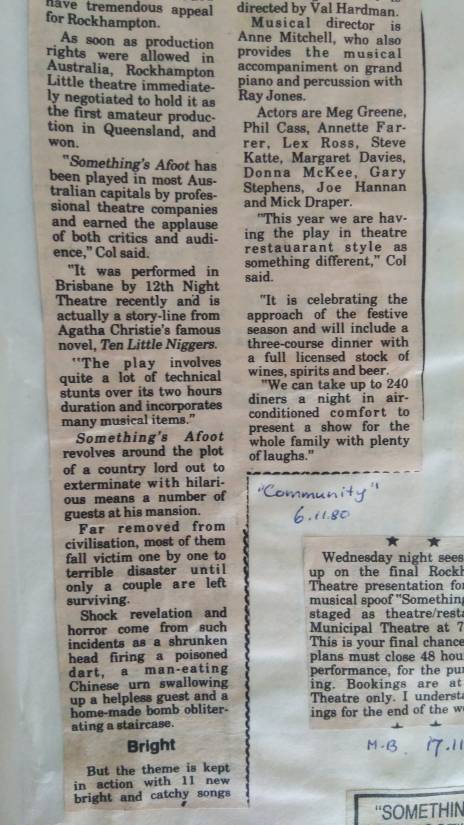 have tremendous appeal
for Rockhampton.
As soon as production
rights were allowed in
Australia, Rockhampton
Little theatre immediate-
ly negotiated to hold it as
the first amateur produc-
tion in Queensland, and
won.
"Something's Afoot has
been played in most Aus-
tralian capitals by profes-
sional theatre companies
and earned the applause
of both critics and audi-
ence," Col said.
"It was performed in
Brisbane by 12th Night
Theatre recently and is
actually a story-line from
Agatha Christie's famous
novel, Ten Little Niggers.
"The play involves
quite a lot of technical
stunts over its two hours
duration and incorporates
many musical items."
Something's Afoot
revolves around the plot
of a country lord out to
exterminate with hilari-
ous means a number of
guests at his mansion.
Far removed from
civilisation, most of them
fall victim one by one to
terrible disaster until
only a couple are left
surviving.
Shock revelation and
horror come from such
incidents as a shrunken
head firing a poisoned
dart, a man-eating
Chinese urn swallowing
up a helpless guest and a
home-made bomb obliter-
ating a staircase.
Bright
But the theme is kept
in action with 11 new
bright and catchy songs
directed by Val Hardman.
Musical director is
Anne Mitchell, who also
provides the musical
accompaniment on grand
piano and percussion with
Ray Jones.
Actors are Meg Greene,
Phil Cass, Annette Far-
rer, Lex Ross, Steve
Katte, Margaret Davies,
Donna McKee, Gary
Stephens, Joe Hannan
and Mick Draper.
"This year we are hav-
ing the play in theatre
restauarant style as
something different," Col
said.
"It is celebrating the
approach of the festive
season and will include a
three-course dinner with
a full licensed stock of
wines, spirits and beer.
"We can take up to 240
diners a night in air-
conditioned comfort to
present a show for the
whole family with plenty
of laughs."
"Community"
6.11.80
Wednesday night sees
up on the final Rockh
Theatre presentation fo
musical spoof "Something
staged as theatre/resta
Municipal Theatre at 7
This is your final chance
plans must close 48 hou
performance, for the pu
ing. Bookings are at
Theatre only. I understa
ings for the end of the w
M.B. 17.11
"SOMETHIN